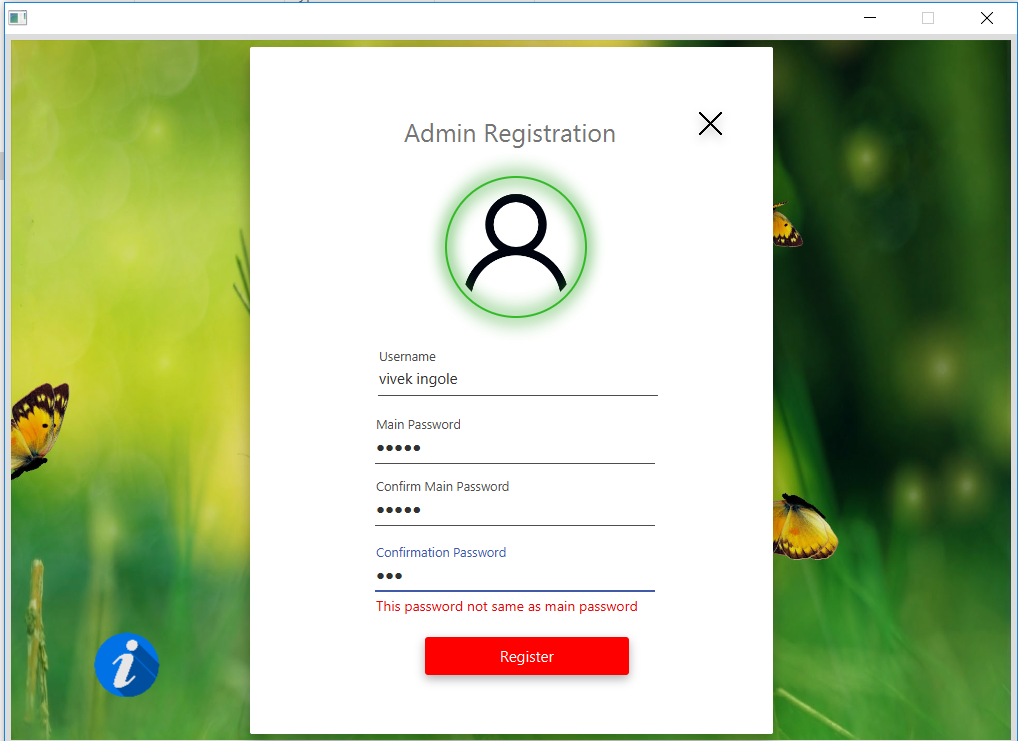 Admin Registration
Username
vivek ingole
Main Password
Confirm Main Password
Confirmation Password
This password not same as main password
Register